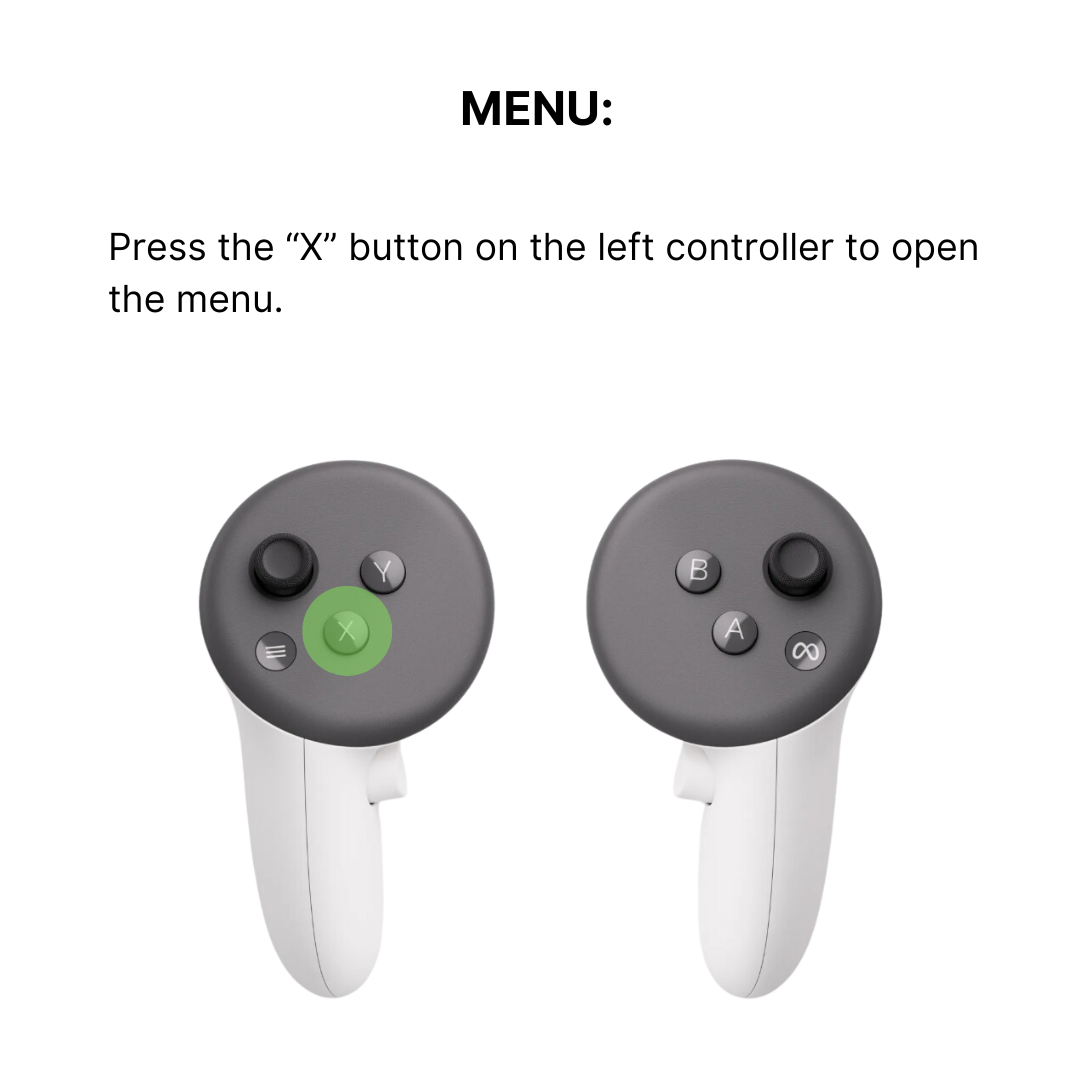 MENU:
Press the “X” button on the left controller to open
the menu.
Y
B
X
A